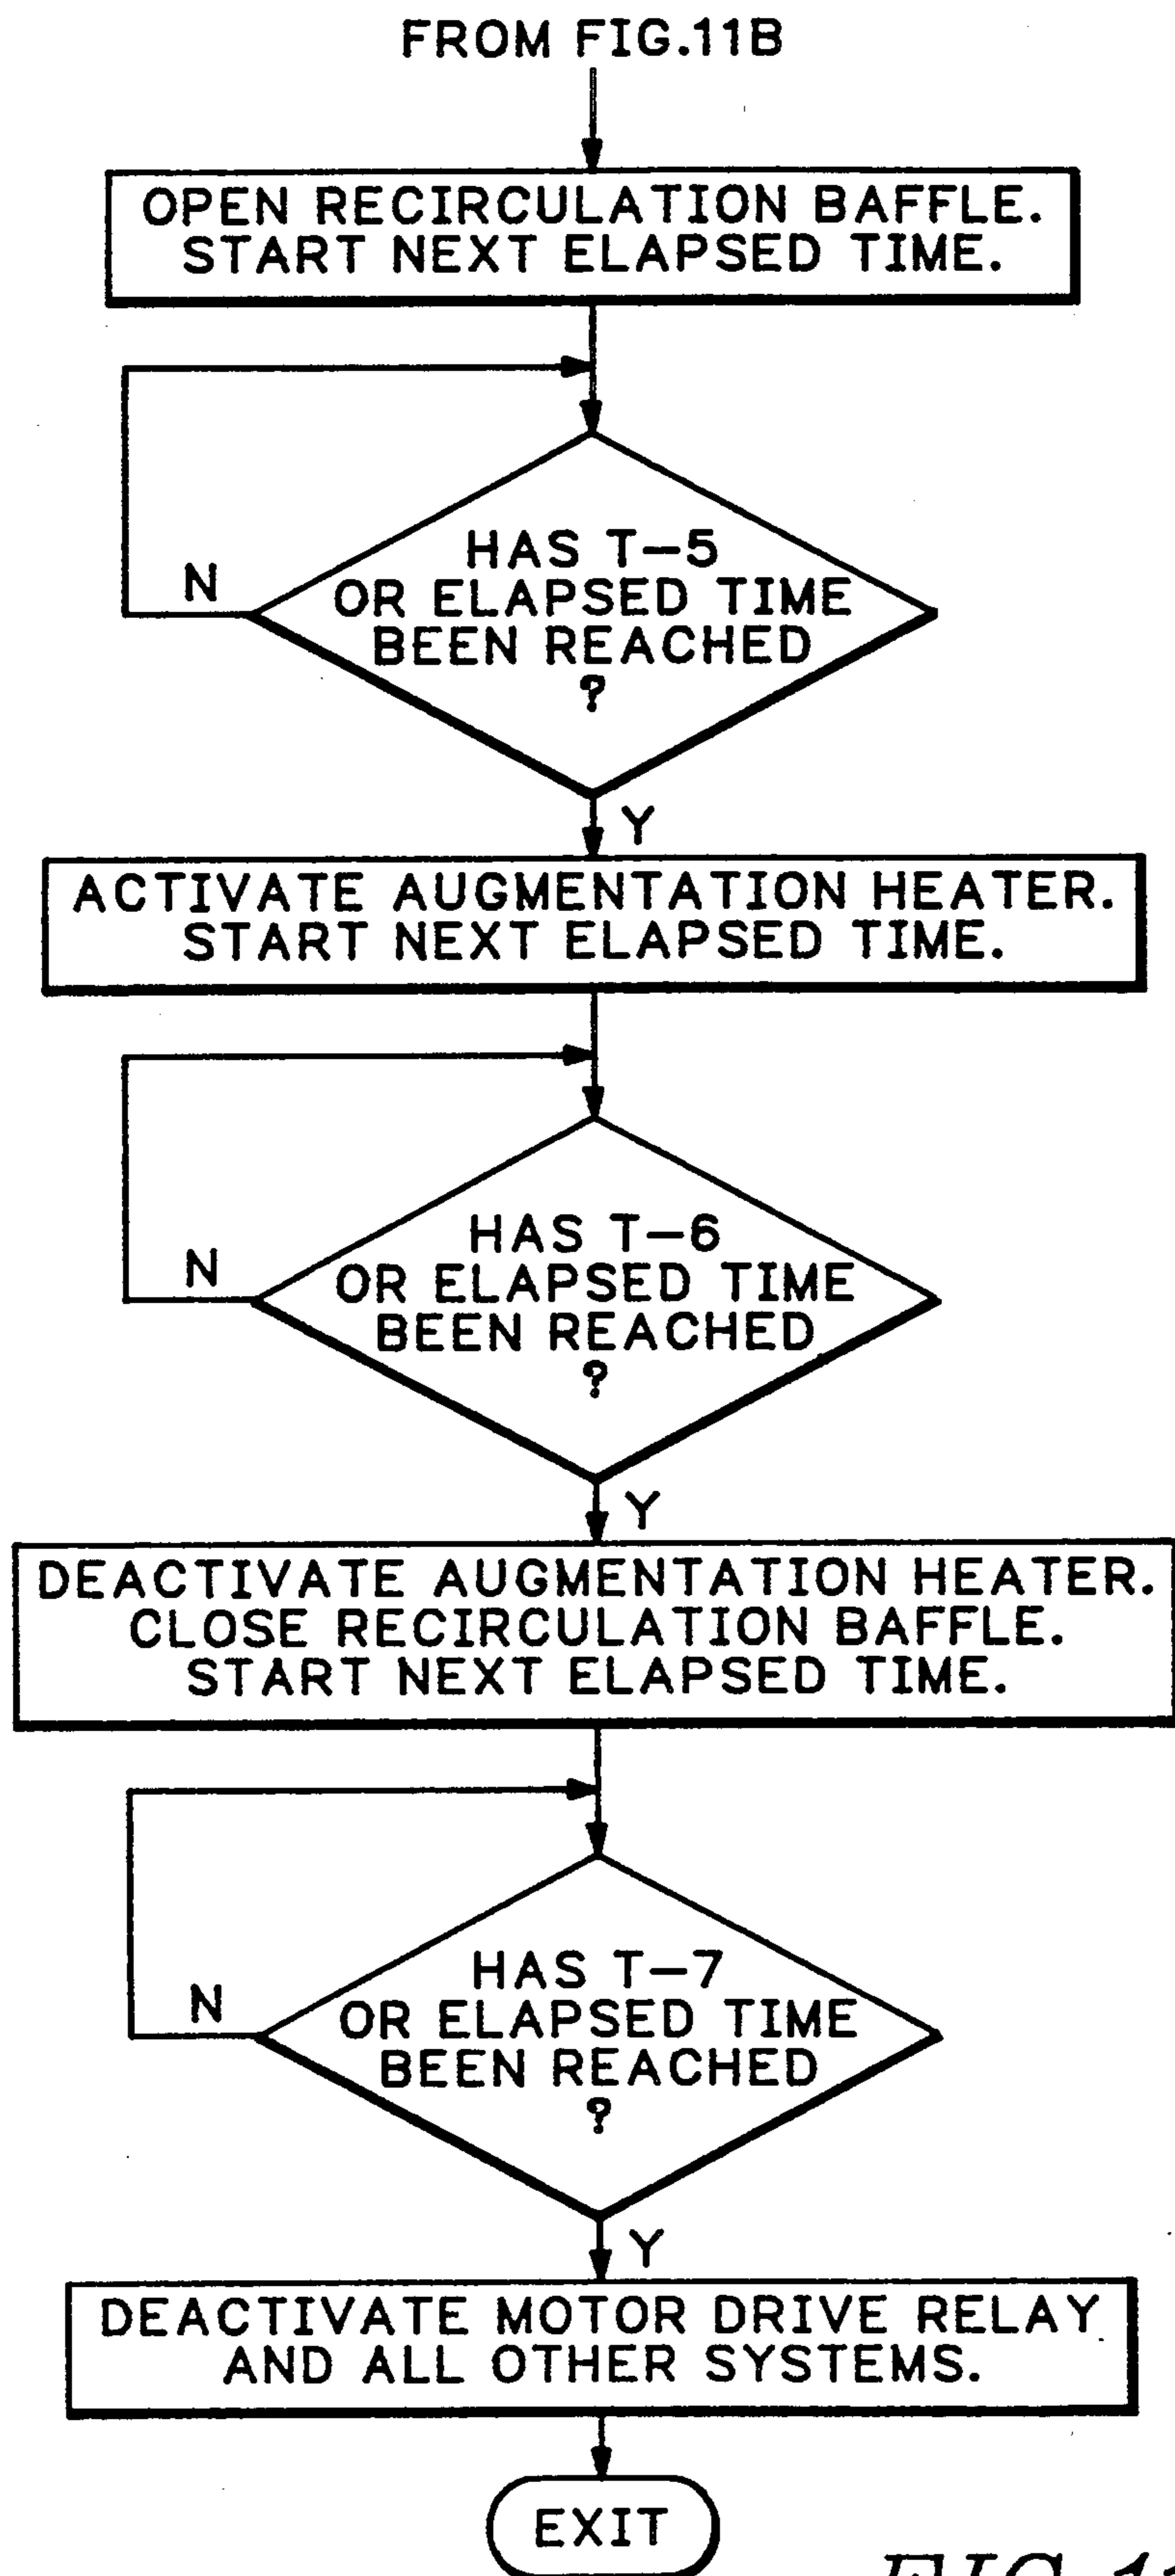 FROM FIG.11B
OPEN RECIRCULATION BAFFLE.
START NEXT ELAPSED TIME.
HAS T-5
OR ELAPSED TIME
BEEN REACHED
?
N
Y
ACTIVATE AUGMENTATION HEATER.
START NEXT ELAPSED TIME.
HAS T-6
OR ELAPSED TIME
BEEN REACHED
?
N
Y
DEACTIVATE AUGMENTATION HEATER.
CLOSE RECIRCULATION BAFFLE.
START NEXT ELAPSED TIME.
HAS T-7
OR ELAPSED TIME
BEEN REACHED
?
N
Y
DEACTIVATE MOTOR DRIVE RELAY
AND ALL OTHER SYSTEMS.
EXIT